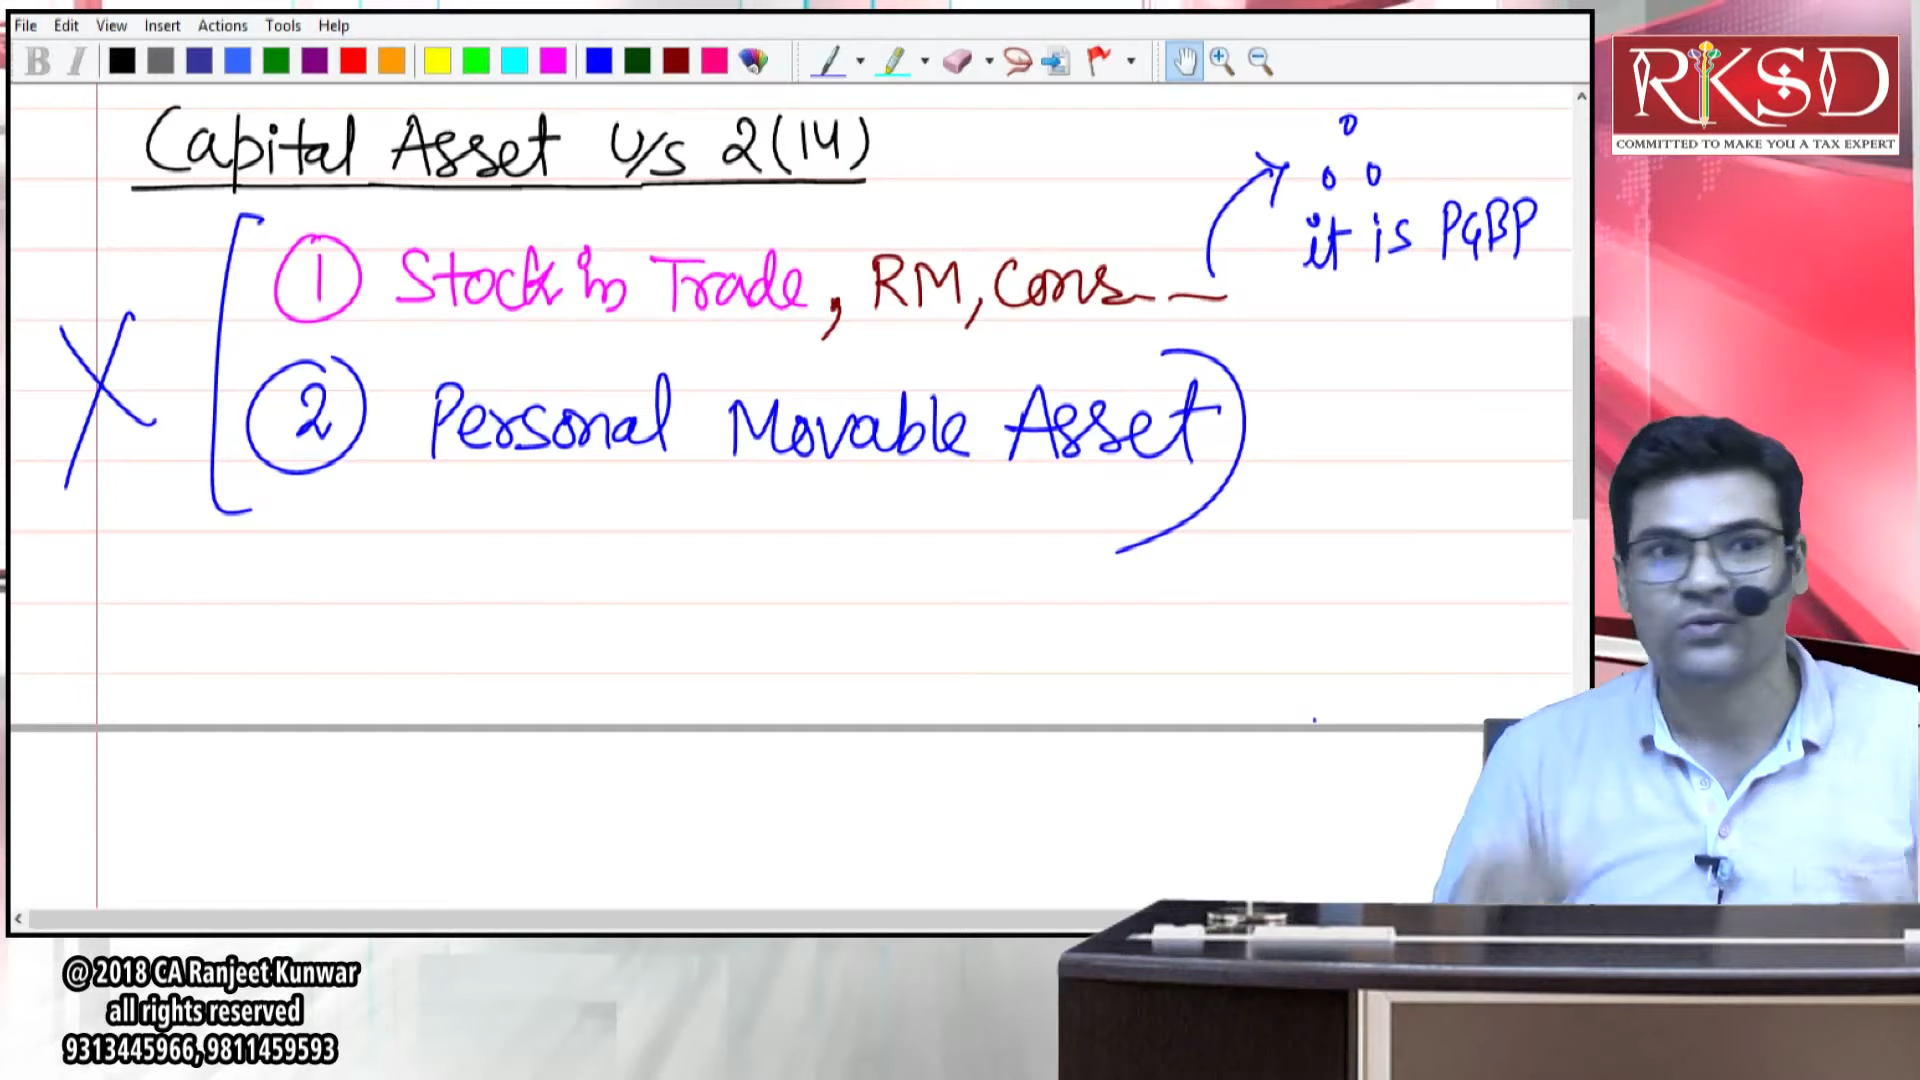 File Edit View Insert Actions Tools Help
B I
RKSD
COMMITTED TO MAKE YOU A TAX EXPERT
Capital Asset U/s 2(14)
∴ it is PGBP
X
① Stock in Trade, RM, Cons
② Personal Movable Asset
@ 2018 CA Ranjeet Kunwar
all rights reserved
9313445966, 9811459593